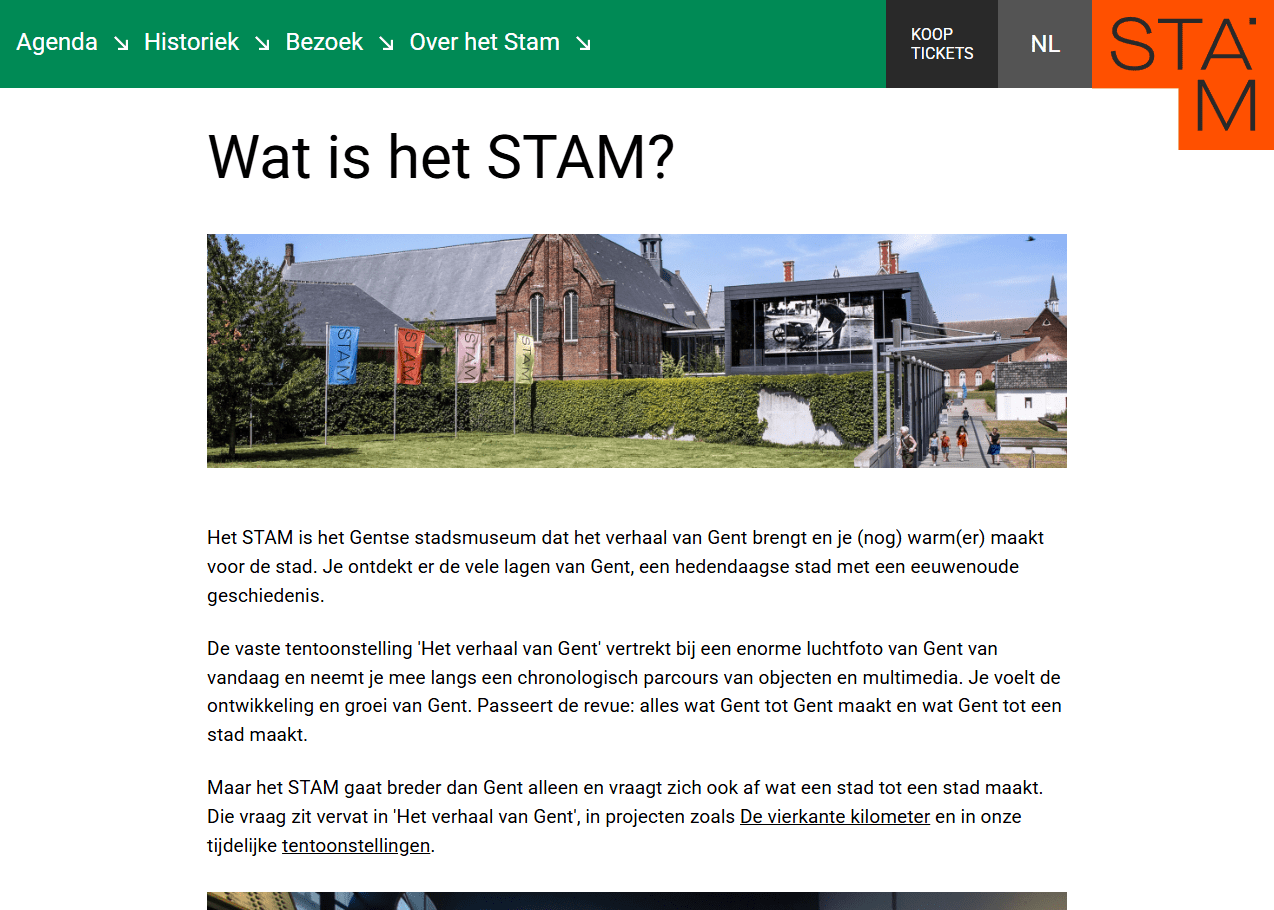 Agenda ↘ Historiek ↘ Bezoek ↘ Over het Stam ↘
KOOP
TICKETS
NL
STA
M
Wat is het STAM?
STAM STAM STAM STAM
Het STAM is het Gentse stadsmuseum dat het verhaal van Gent brengt en je (nog) warm(er) maakt
voor de stad. Je ontdekt er de vele lagen van Gent, een hedendaagse stad met een eeuwenoude
geschiedenis.
De vaste tentoonstelling 'Het verhaal van Gent' vertrekt bij een enorme luchtfoto van Gent van
vandaag en neemt je mee langs een chronologisch parcours van objecten en multimedia. Je voelt de
ontwikkeling en groei van Gent. Passeert de revue: alles wat Gent tot Gent maakt en wat Gent tot een
stad maakt.
Maar het STAM gaat breder dan Gent alleen en vraagt zich ook af wat een stad tot een stad maakt.
Die vraag zit vervat in 'Het verhaal van Gent', in projecten zoals De vierkante kilometer en in onze
tijdelijke tentoonstellingen.